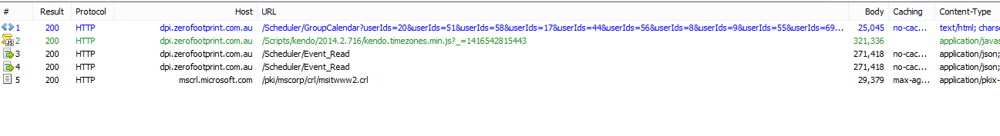 # Result Protocol Host URL Body Caching Content-Type
1 200 HTTP dpi.zerofootprint.com.au /Scheduler/GroupCalendar?userIds=20&userIds=51&userIds=58&userIds=17&userIds=44&userIds=56&userIds=8&userIds=9&userIds=55&userIds=69... 25,045 no-cac... text/html; charse
JS 2 200 HTTP dpi.zerofootprint.com.au /Scripts/kendo/2014.2.716/kendo.timezones.min.js?_=1416542815443 321,336 application/javas
3 200 HTTP dpi.zerofootprint.com.au /Scheduler/Event_Read 271,418 no-cac... application/json;
4 200 HTTP dpi.zerofootprint.com.au /Scheduler/Event_Read 271,418 no-cac... application/json;
5 200 HTTP mscrl.microsoft.com /pki/mscorp/crl/msitwww2.crl 29,379 max-ag... application/pkix-